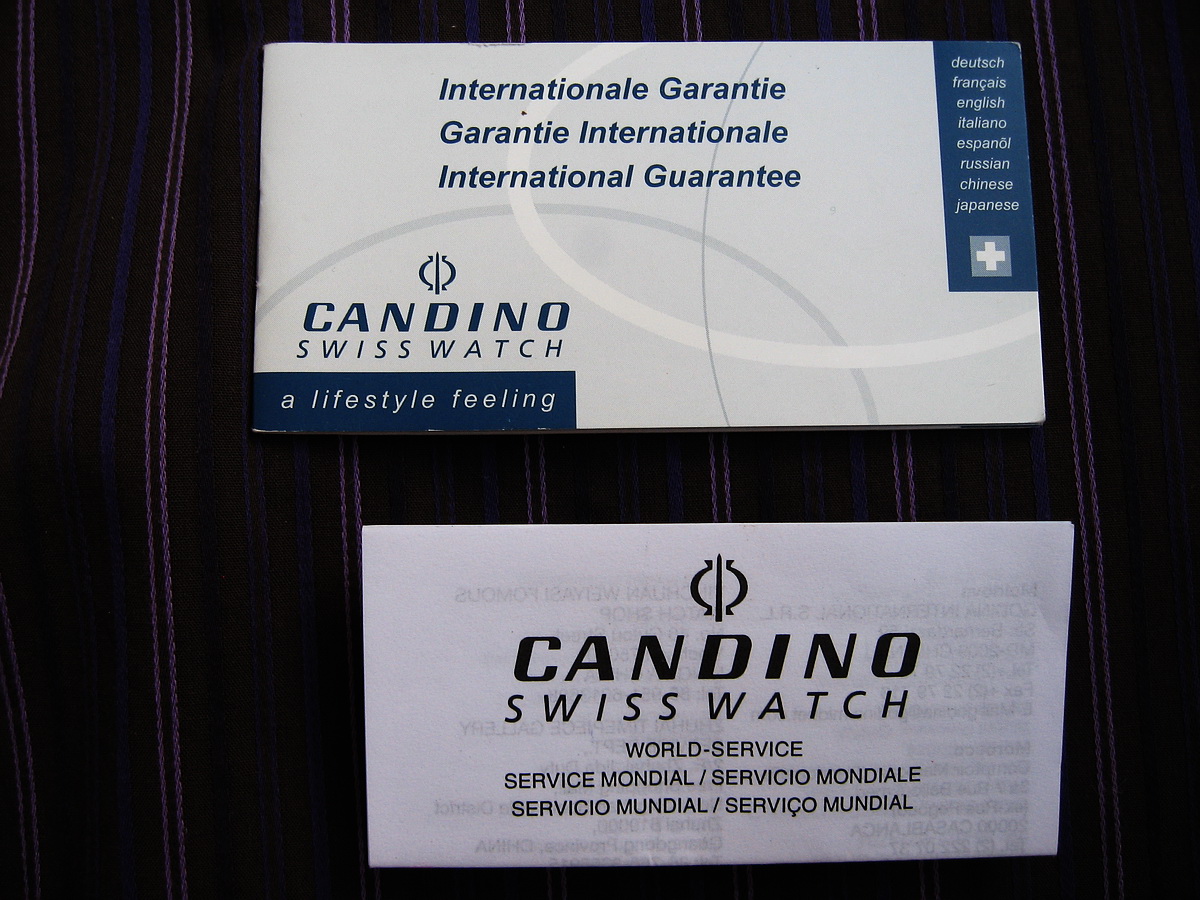 Internationale Garantie
Garantie Internationale
International Guarantee
deutsch
français
english
italiano
espanõl
russian
chinese
japanese
CANDINO
SWISS WATCH
a lifestyle feeling
CANDINO
SWISS WATCH
WORLD-SERVICE
SERVICE MONDIAL / SERVICIO MONDIALE
SERVICIO MUNDIAL / SERVIÇO MUNDIAL